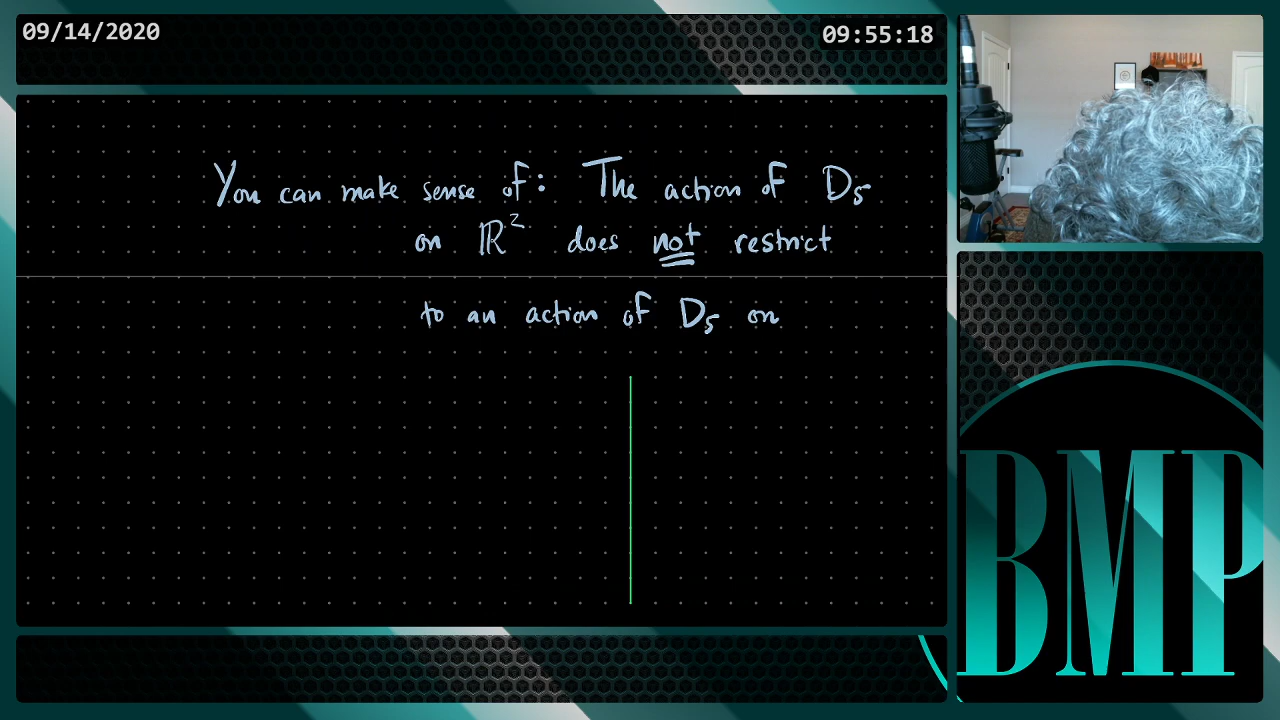 09/14/2020
09:55:18
You can make sense of: The action of D₅
on ℝ² does not restrict
to an action of D₅ on
BMP